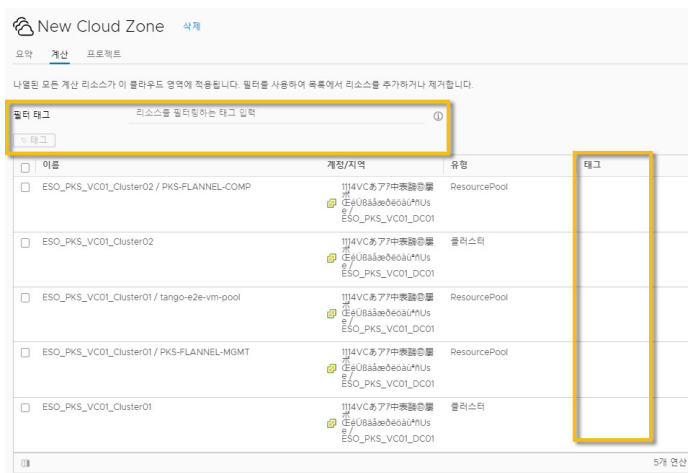 New Cloud Zone 삭제
요약 계산 프로젝트
나열된 모든 계산 리소스가 이 클라우드 영역에 적용됩니다. 필터를 사용하여 목록에서 리소스를 추가하거나 제거합니다.
필터 태그 리소스를 필터링하는 태그 입력
태그
이름 계정/지역 유형 태그
ESO_PKS_VC01_Cluster02 / PKS-FLANNEL-COMP ResourcePool
ESO_PKS_VC01_DC01
ESO_PKS_VC01_Cluster02 클러스터
ESO_PKS_VC01_DC01
ESO_PKS_VC01_Cluster01 / tango-e2e-vm-pool ResourcePool
ESO_PKS_VC01_DC01
ESO_PKS_VC01_Cluster01 / PKS-FLANNEL-MGMT ResourcePool
ESO_PKS_VC01_DC01
ESO_PKS_VC01_Cluster01 클러스터
ESO_PKS_VC01_DC01
5개 연산